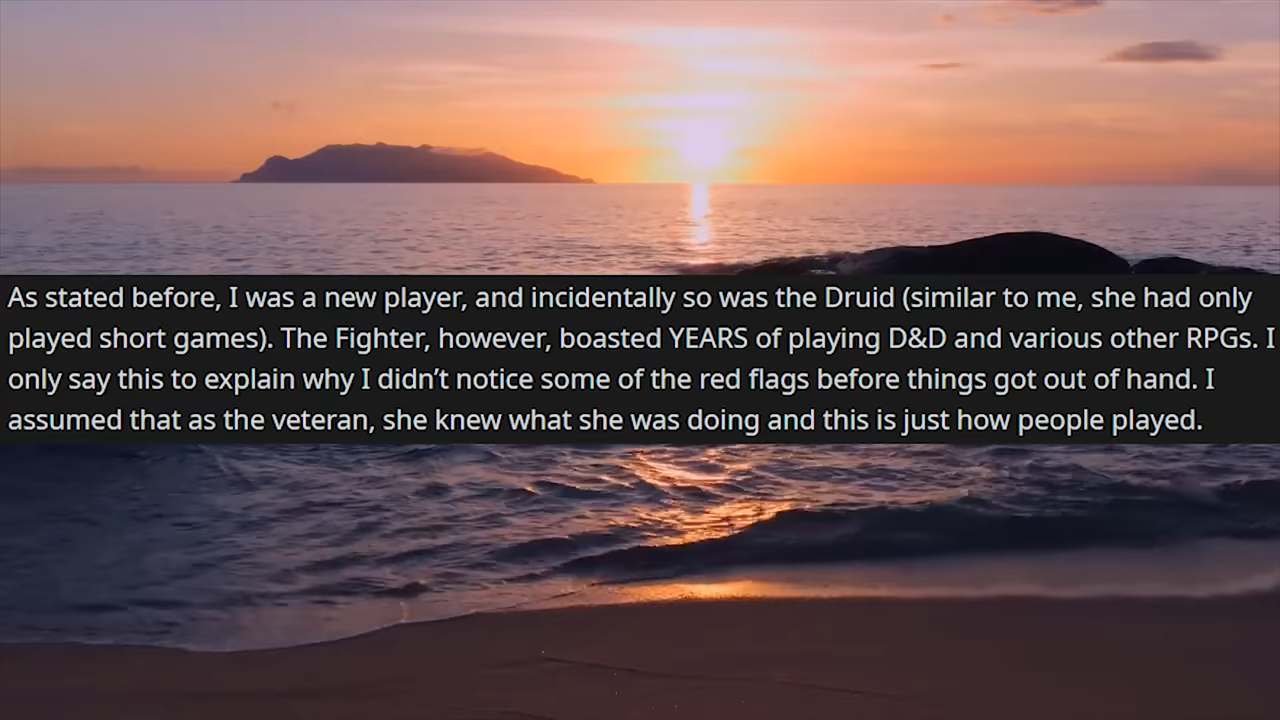 As stated before, I was a new player, and incidentally so was the Druid (similar to me, she had only
played short games). The Fighter, however, boasted YEARS of playing D&D and various other RPGs. I
only say this to explain why I didn’t notice some of the red flags before things got out of hand. I
assumed that as the veteran, she knew what she was doing and this is just how people played.